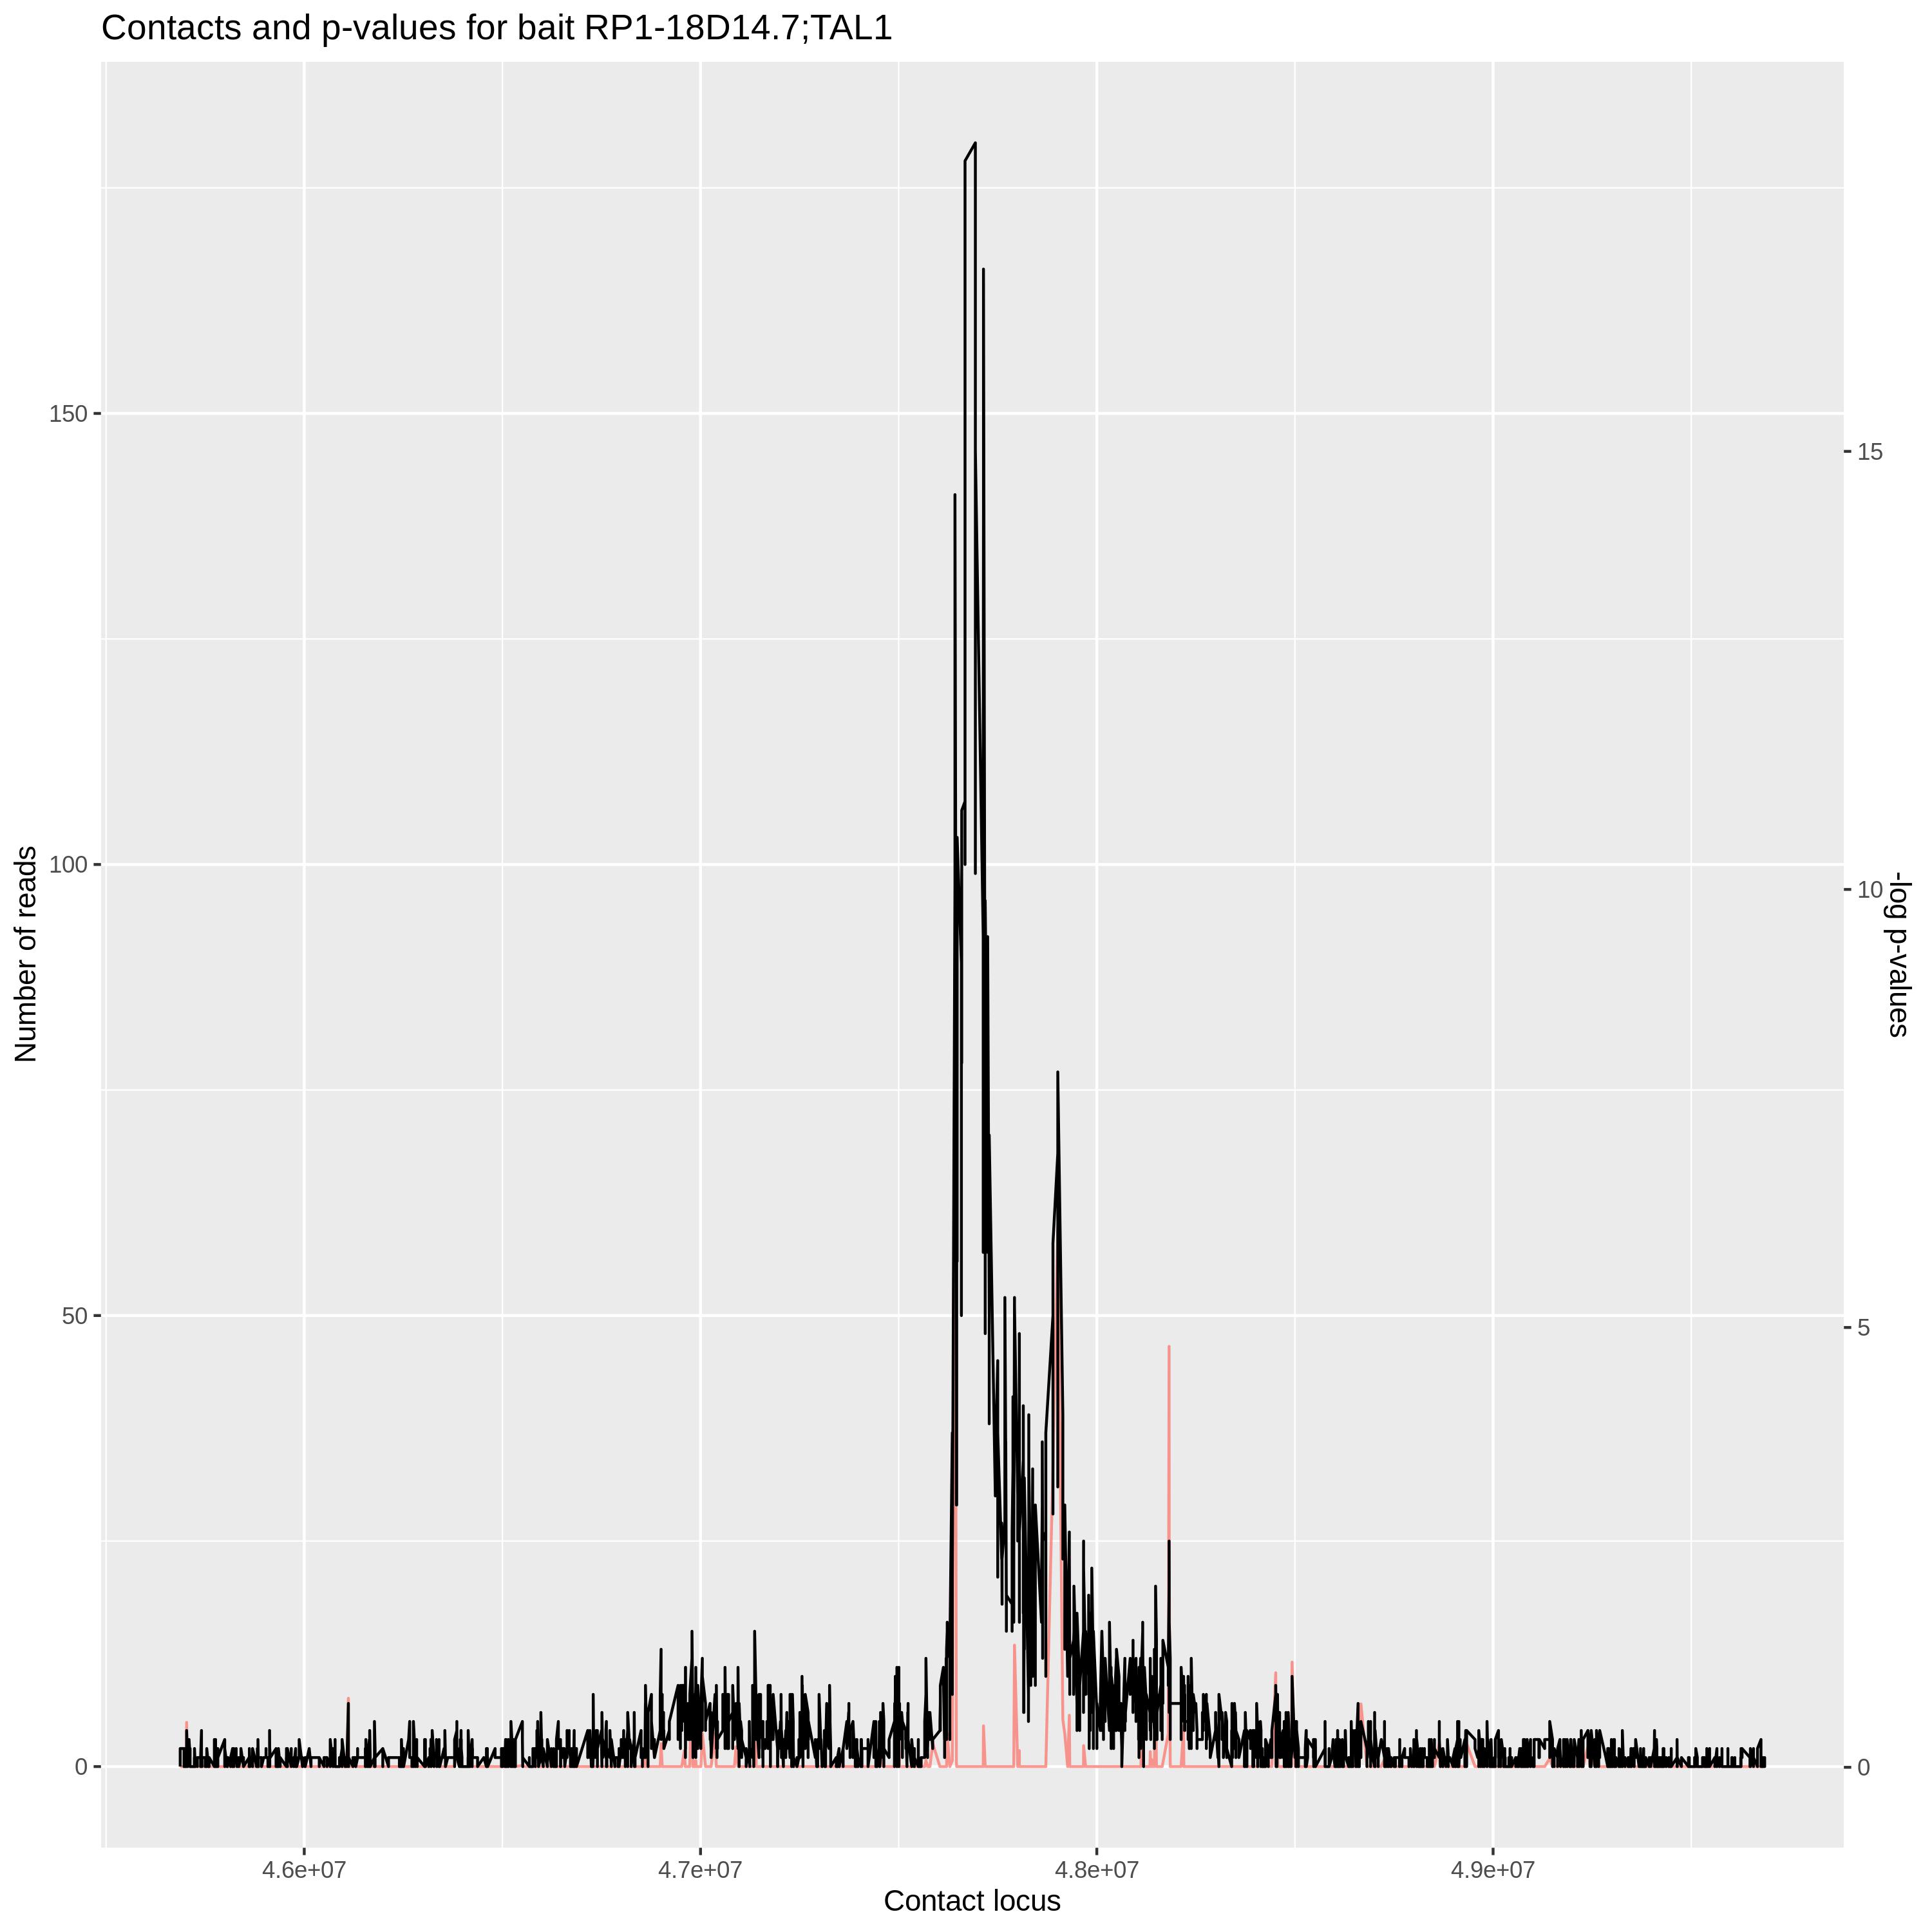 Contacts and p-values for bait RP1-18D14.7;TAL1
Number of reads
150
100
50
0
15
10
5
0
-log p-values
4.6e+07
4.7e+07
4.8e+07
4.9e+07
Contact locus